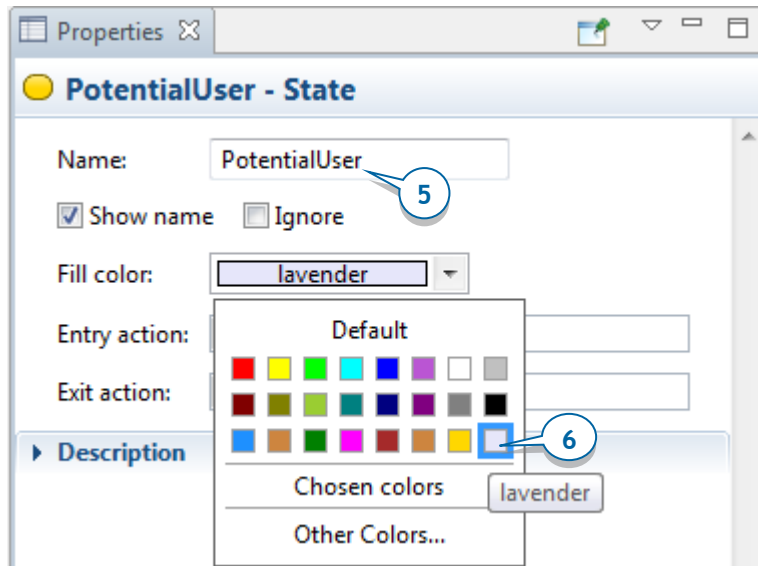 Properties
PotentialUser - State
Name: PotentialUser
5
Show name Ignore
Fill color: lavender
Default
Entry action:
Exit action:
6
Description
Chosen colors
lavender
Other Colors...